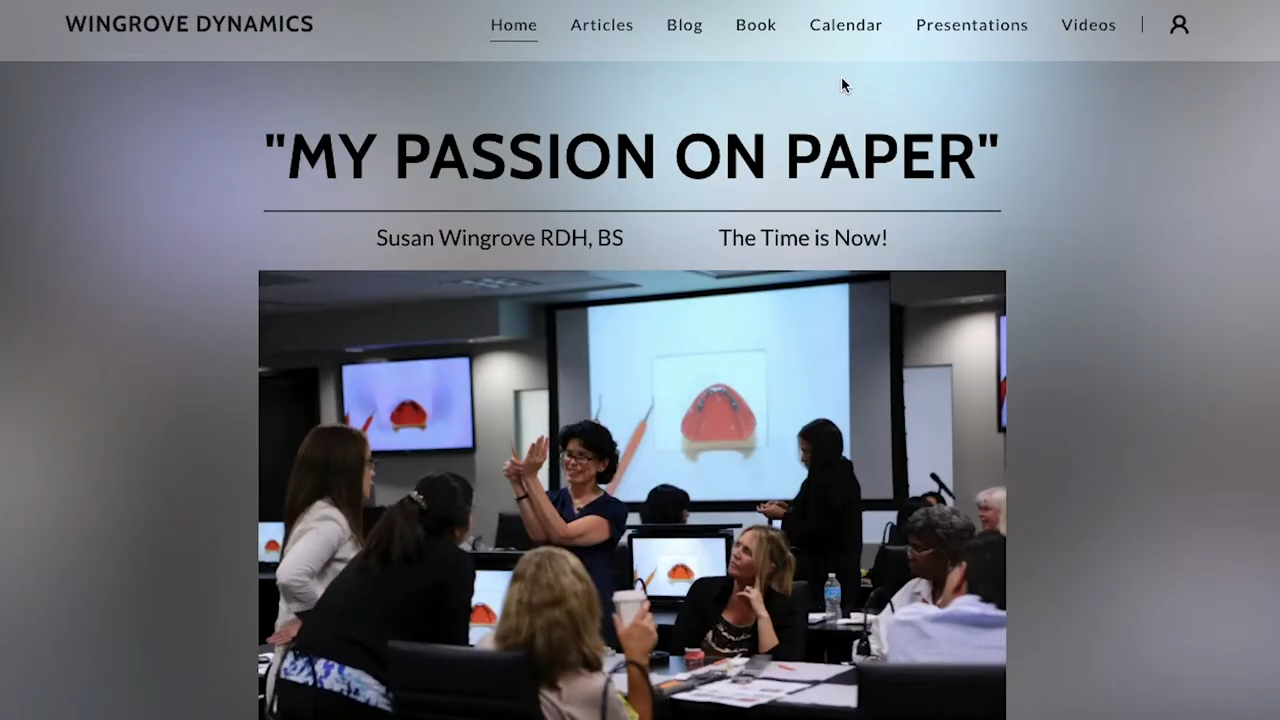 WINGROVE DYNAMICS
Home Articles Blog Book Calendar Presentations Videos
"MY PASSION ON PAPER"
Susan Wingrove RDH, BS The Time is Now!